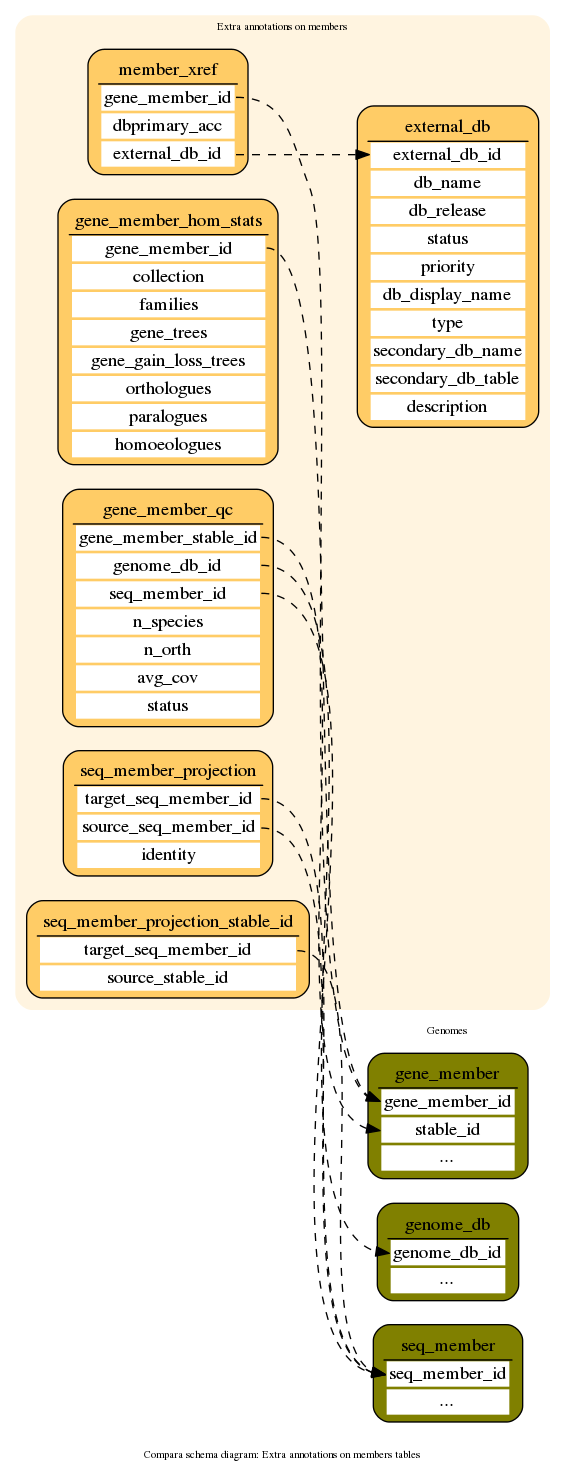 Extra annotations on members
member_xref
gene_member_id
dbprimary_acc
external_db_id
external_db
external_db_id
db_name
db_release
status
priority
db_display_name
type
secondary_db_name
secondary_db_table
description
gene_member_hom_stats
gene_member_id
collection
families
gene_trees
gene_gain_loss_trees
orthologues
paralogues
homoeologues
gene_member_qc
gene_member_stable_id
genome_db_id
seq_member_id
n_species
n_orth
avg_cov
status
seq_member_projection
target_seq_member_id
source_seq_member_id
identity
seq_member_projection_stable_id
target_seq_member_id
source_stable_id
Genomes
gene_member
gene_member_id
stable_id
...
genome_db
genome_db_id
...
seq_member
seq_member_id
...
Compara schema diagram: Extra annotations on members tables